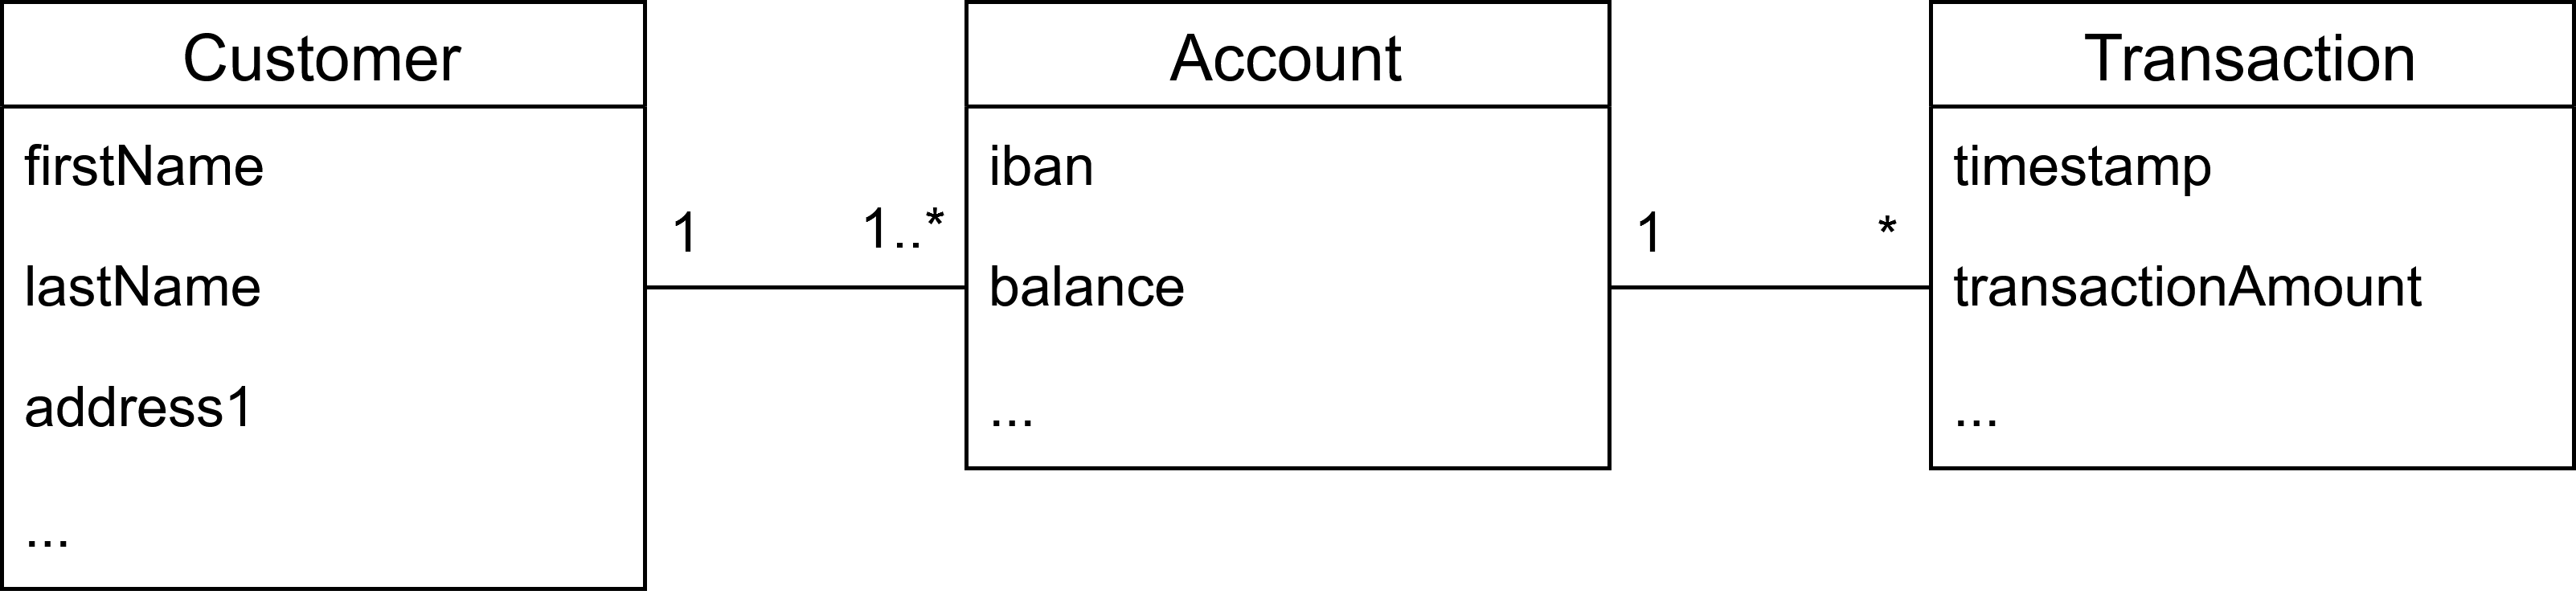 Customer
firstName
lastName
address1
...
1
1..*
Account
iban
balance
...
1
*
Transaction
timestamp
transactionAmount
...